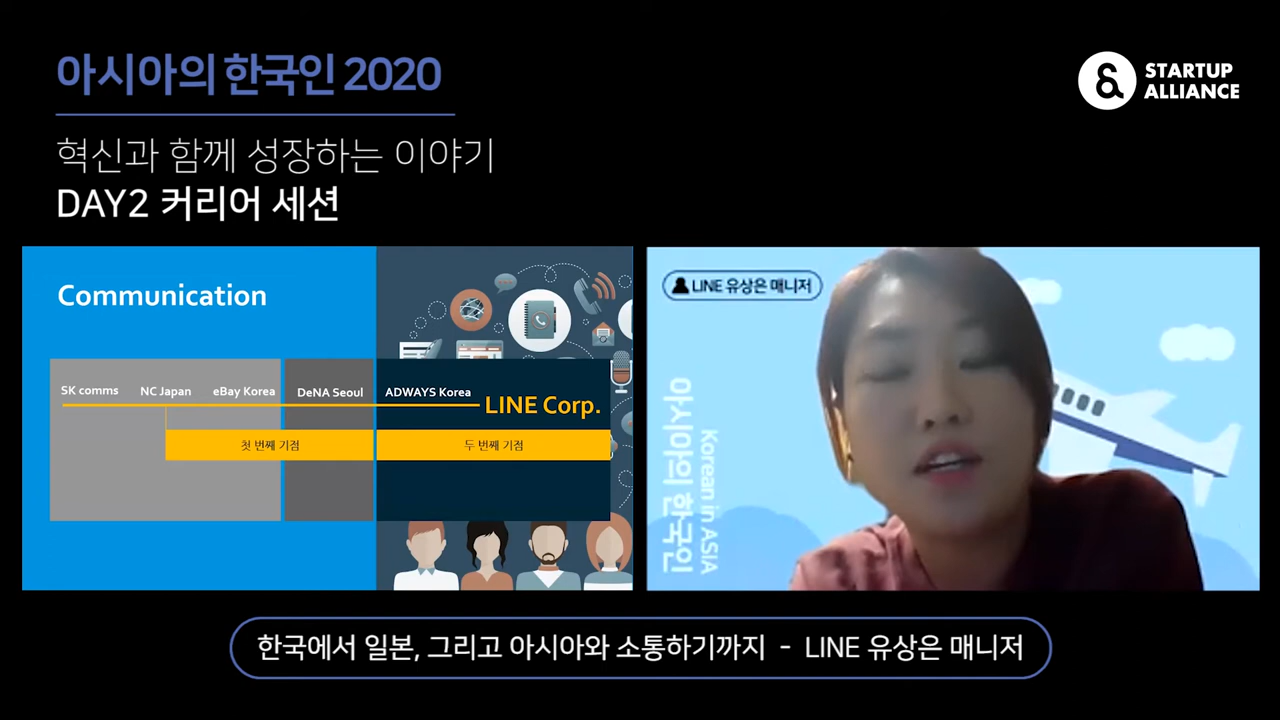 아시아의 한국인 2020
STARTUP
ALLIANCE
혁신과 함께 성장하는 이야기
DAY2 커리어 세션
Communication
SK comms
NC Japan
eBay Korea
DeNA Seoul
ADWAYS Korea
LINE Corp.
첫 번째 기점
두 번째 기점
LINE 유상은 매니저
아시아의 한국인
Korean in ASIA
한국에서 일본, 그리고 아시아와 소통하기까지 - LINE 유상은 매니저